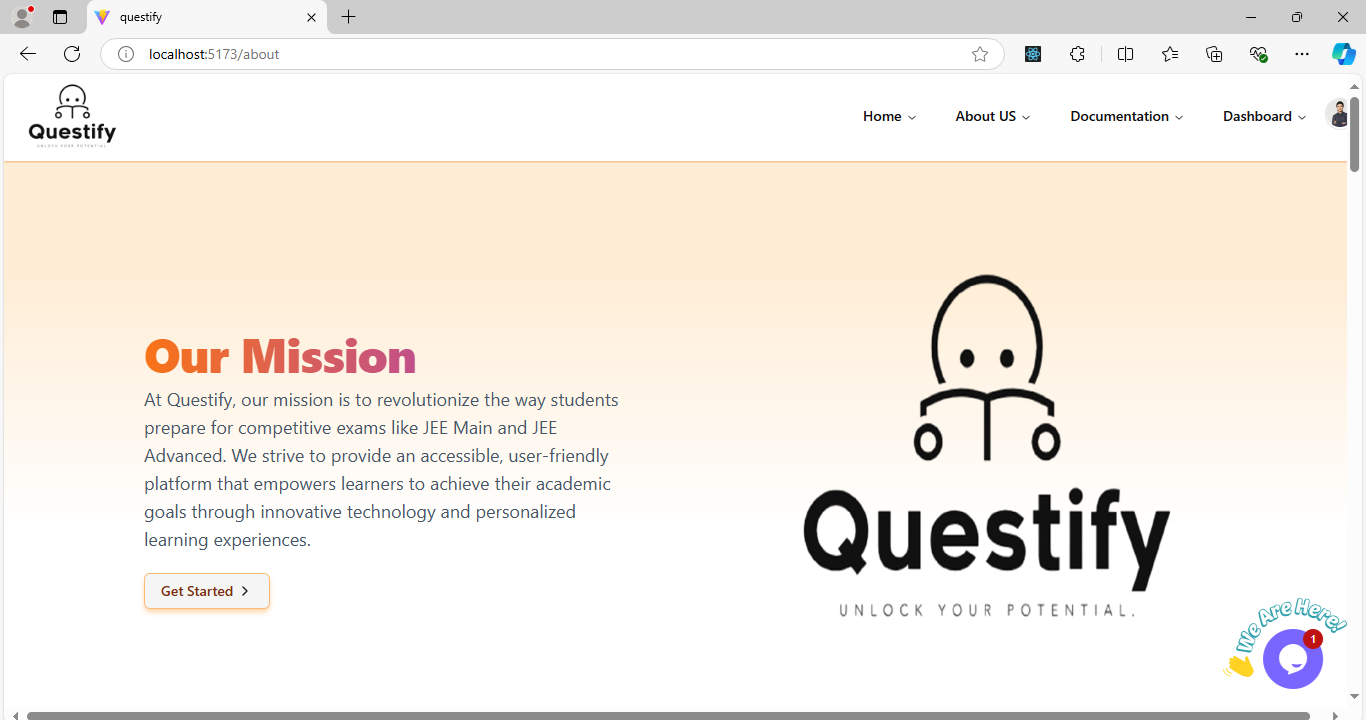 questify
localhost:5173/about
Questify
UNLOCK YOUR POTENTIAL
Home
About US
Documentation
Dashboard
Our Mission
At Questify, our mission is to revolutionize the way students
prepare for competitive exams like JEE Main and JEE
Advanced. We strive to provide an accessible, user-friendly
platform that empowers learners to achieve their academic
goals through innovative technology and personalized
learning experiences.
Get Started
Questify
UNLOCK YOUR POTENTIAL.
We Are Here!
1